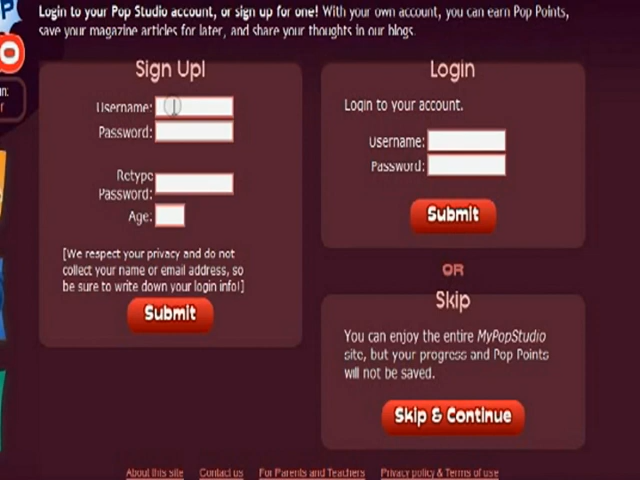 Login to your Pop Studio account, or sign up for one! With your own account, you can earn Pop Points,
save your magazine articles for later, and share your thoughts in our blogs.
Sign Up!
Username:
Password:
Retype
Password:
Age:
[We respect your privacy and do not
collect your name or email address, so
be sure to write down your login info!]
Submit
Login
Login to your account.
Username:
Password:
Submit
OR
Skip
You can enjoy the entire MyPopStudio
site, but your progress and Pop Points
will not be saved.
Skip & Continue
About this site Contact us For Parents and Teachers Privacy policy & Terms of use